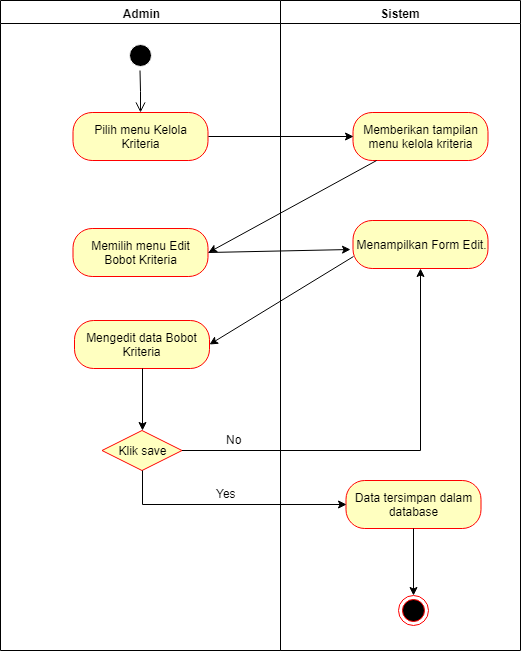 Admin
Sistem
Pilih menu Kelola
Kriteria
Memberikan tampilan
menu kelola kriteria
Memilih menu Edit
Bobot Kriteria
Menampilkan Form Edit.
Mengedit data Bobot
Kriteria
Klik save
No
Yes
Data tersimpan dalam
database